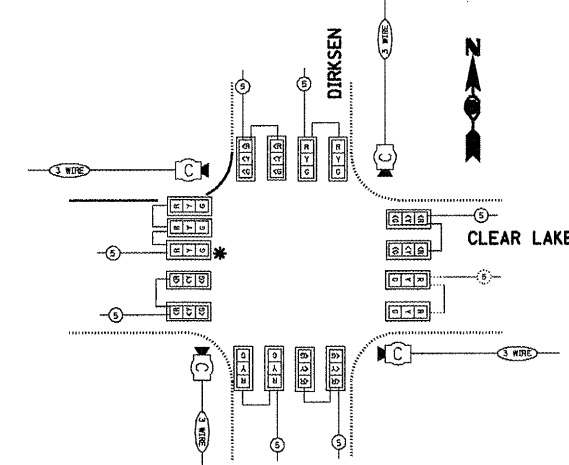 3 WIRE
DIRKSEN
N
5
5
<R <Y <G
<R <Y <G
R Y G
R Y G
C
3 WIRE
C
R Y G
R Y G
R Y G
5
<R <Y <G
<R <Y <G
5
<G <Y <R
5
CLEAR LAKE
<G <Y <R
G Y R
5
G Y R
C
G Y R
G Y R
<G <Y <R
<G <Y <R
C
3 WIRE
3 WIRE
5
5